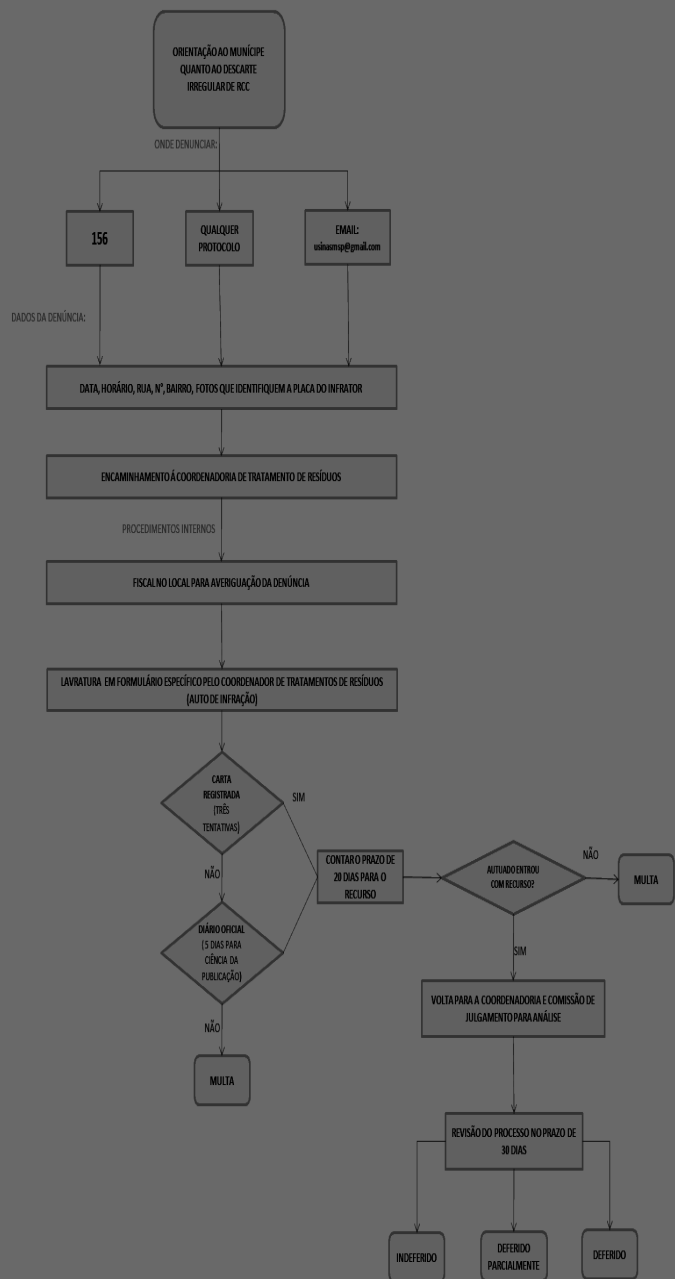 ORIENTAÇÃO AO MUNÍCIPE
QUANTO AO DESCARTE
IRREGULAR DE RCC
ONDE DENUNCIAR:
156
QUALQUER
PROTOCOLO
EMAIL:
usinasmsp@gmail.com
DADOS DA DENÚNCIA:
DATA, HORÁRIO, RUA, N°, BAIRRO, FOTOS QUE IDENTIFIQUEM A PLACA DO INFRATOR
ENCAMINHAMENTO Á COORDENADORIA DE TRATAMENTO DE RESÍDUOS
PROCEDIMENTOS INTERNOS
FISCAL NO LOCAL PARA AVERIGUAÇÃO DA DENÚNCIA
LAVRATURA EM FORMULÁRIO ESPECÍFICO PELO COORDENADOR DE TRATAMENTOS DE RESÍDUOS
(AUTO DE INFRAÇÃO)
CARTA
REGISTRADA
(TRÊS
TENTATIVAS)
SIM
NÃO
DIÁRIO OFICIAL
(5 DIAS PARA
CIÊNCIA DA
PUBLICAÇÃO)
NÃO
MULTA
CONTAR O PRAZO DE
20 DIAS PARA O
RECURSO
AUTUADO ENTROU
COM RECURSO?
NÃO
MULTA
SIM
VOLTA PARA A COORDENADORIA E COMISSÃO DE
JULGAMENTO PARA ANÁLISE
REVISÃO DO PROCESSO NO PRAZO DE
30 DIAS
INDEFERIDO
DEFERIDO
PARCIALMENTE
DEFERIDO